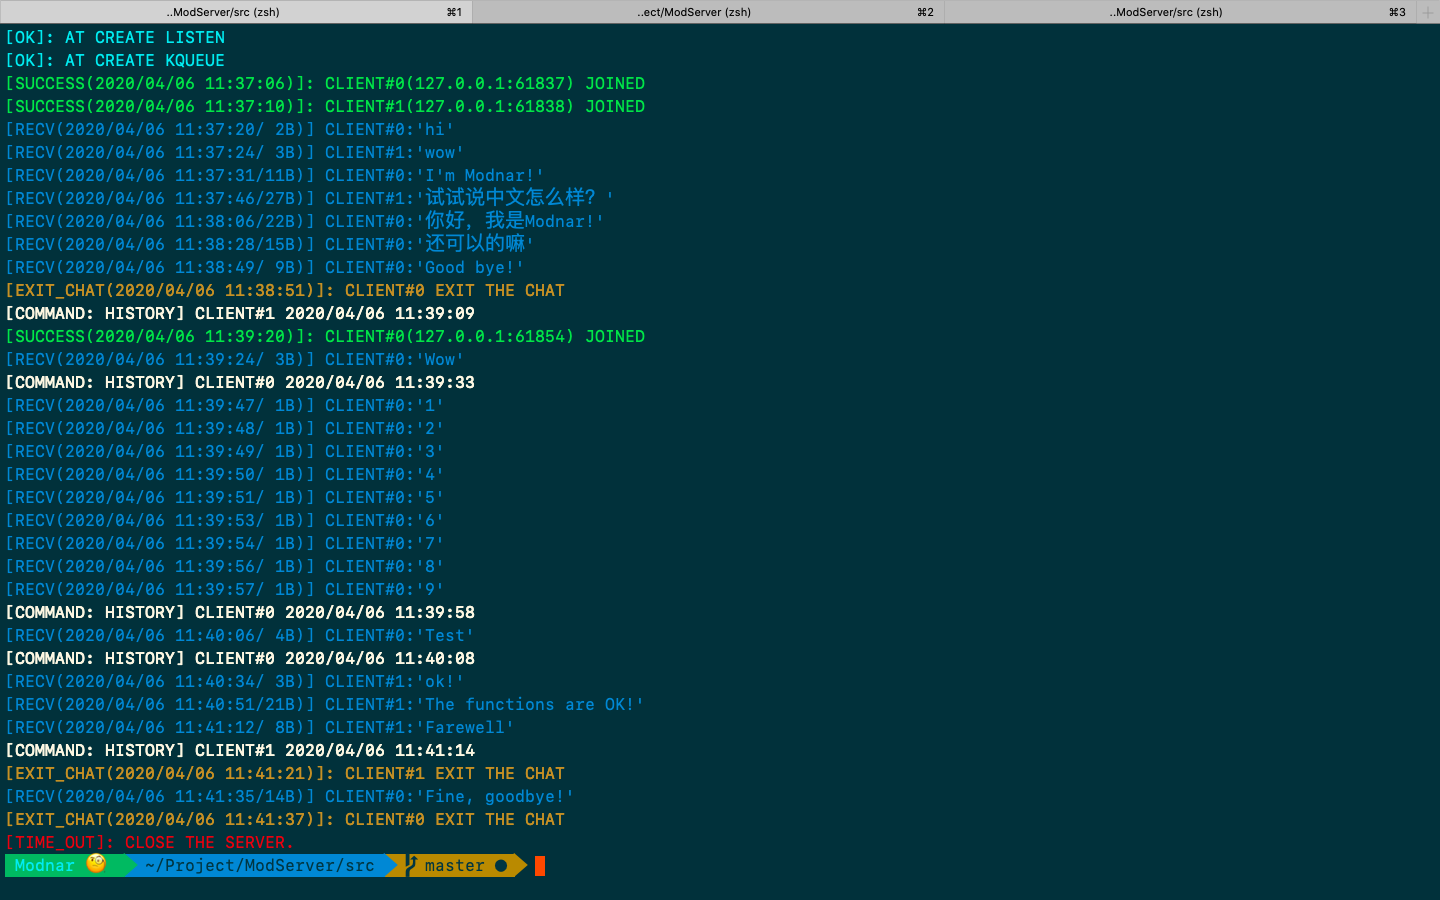 ..ModServer/src (zsh) ⌘1 ..ect/ModServer (zsh) ⌘2 ..ModServer/src (zsh) ⌘3
[OK]: AT CREATE LISTEN
[OK]: AT CREATE KQUEUE
[SUCCESS(2020/04/06 11:37:06)]: CLIENT#0(127.0.0.1:61837) JOINED
[SUCCESS(2020/04/06 11:37:10)]: CLIENT#1(127.0.0.1:61838) JOINED
[RECV(2020/04/06 11:37:20/ 2B)] CLIENT#0:'hi'
[RECV(2020/04/06 11:37:24/ 3B)] CLIENT#1:'wow'
[RECV(2020/04/06 11:37:31/11B)] CLIENT#0:'I'm Modnar!'
[RECV(2020/04/06 11:37:46/27B)] CLIENT#1:'试试说中文怎么样？'
[RECV(2020/04/06 11:38:06/22B)] CLIENT#0:'你好，我是Modnar!'
[RECV(2020/04/06 11:38:28/15B)] CLIENT#0:'还可以的嘛'
[RECV(2020/04/06 11:38:49/ 9B)] CLIENT#0:'Good bye!'
[EXIT_CHAT(2020/04/06 11:38:51)]: CLIENT#0 EXIT THE CHAT
[COMMAND: HISTORY] CLIENT#1 2020/04/06 11:39:09
[SUCCESS(2020/04/06 11:39:20)]: CLIENT#0(127.0.0.1:61854) JOINED
[RECV(2020/04/06 11:39:24/ 3B)] CLIENT#0:'Wow'
[COMMAND: HISTORY] CLIENT#0 2020/04/06 11:39:33
[RECV(2020/04/06 11:39:47/ 1B)] CLIENT#0:'1'
[RECV(2020/04/06 11:39:48/ 1B)] CLIENT#0:'2'
[RECV(2020/04/06 11:39:49/ 1B)] CLIENT#0:'3'
[RECV(2020/04/06 11:39:50/ 1B)] CLIENT#0:'4'
[RECV(2020/04/06 11:39:51/ 1B)] CLIENT#0:'5'
[RECV(2020/04/06 11:39:53/ 1B)] CLIENT#0:'6'
[RECV(2020/04/06 11:39:54/ 1B)] CLIENT#0:'7'
[RECV(2020/04/06 11:39:56/ 1B)] CLIENT#0:'8'
[RECV(2020/04/06 11:39:57/ 1B)] CLIENT#0:'9'
[COMMAND: HISTORY] CLIENT#0 2020/04/06 11:39:58
[RECV(2020/04/06 11:40:06/ 4B)] CLIENT#0:'Test'
[COMMAND: HISTORY] CLIENT#0 2020/04/06 11:40:08
[RECV(2020/04/06 11:40:34/ 3B)] CLIENT#1:'ok!'
[RECV(2020/04/06 11:40:51/21B)] CLIENT#1:'The functions are OK!'
[RECV(2020/04/06 11:41:12/ 8B)] CLIENT#1:'Farewell'
[COMMAND: HISTORY] CLIENT#1 2020/04/06 11:41:14
[EXIT_CHAT(2020/04/06 11:41:21)]: CLIENT#1 EXIT THE CHAT
[RECV(2020/04/06 11:41:35/14B)] CLIENT#0:'Fine, goodbye!'
[EXIT_CHAT(2020/04/06 11:41:37)]: CLIENT#0 EXIT THE CHAT
[TIME_OUT]: CLOSE THE SERVER.
Modnar 🧐 ~/Project/ModServer/src master ●